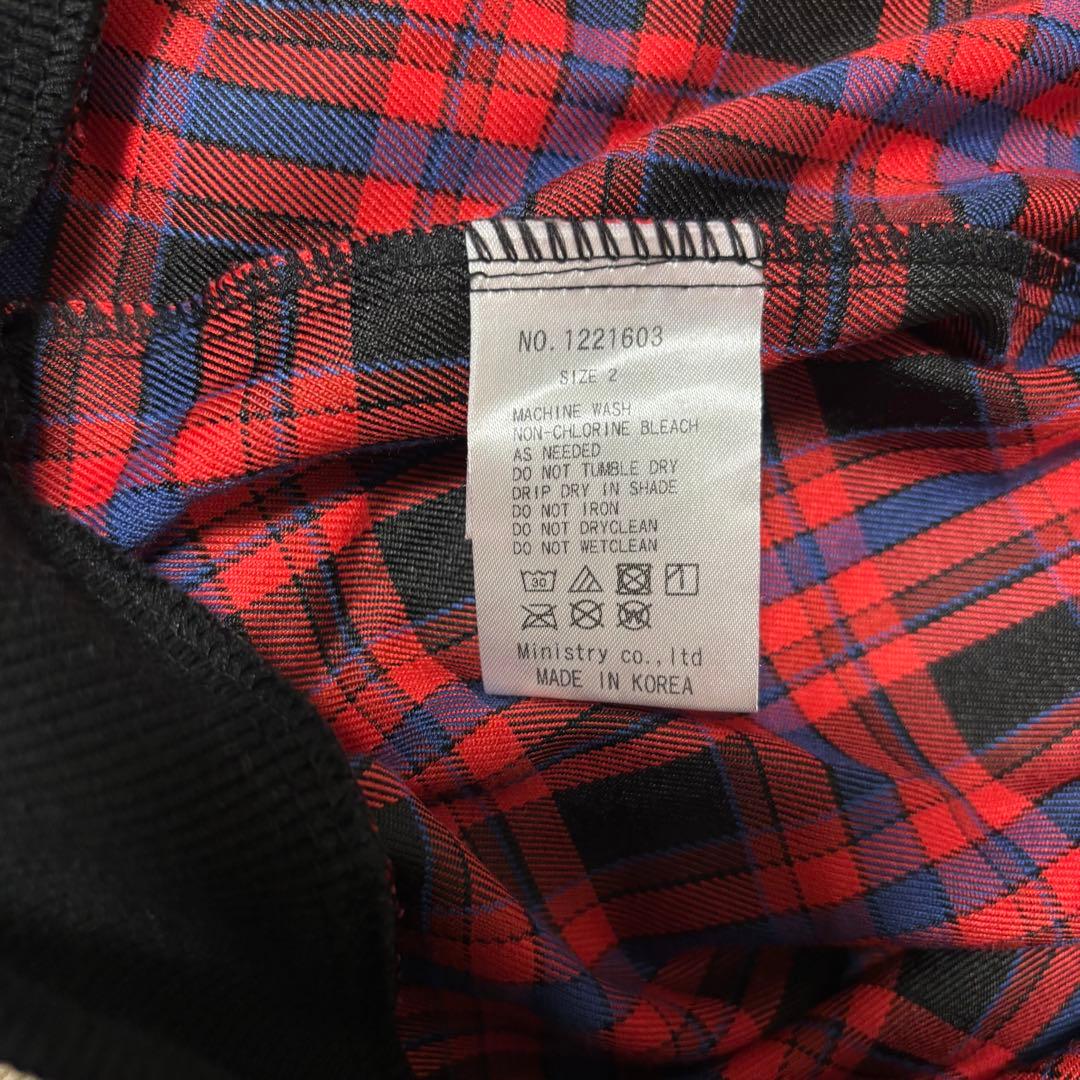 NO. 1221603
SIZE 2
MACHINE WASH
NON-CHLORINE BLEACH
AS NEEDED
DO NOT TUMBLE DRY
DRIP DRY IN SHADE
DO NOT IRON
DO NOT DRYCLEAN
DO NOT WETCLEAN
30
W
Ministry co., ltd
MADE IN KOREA